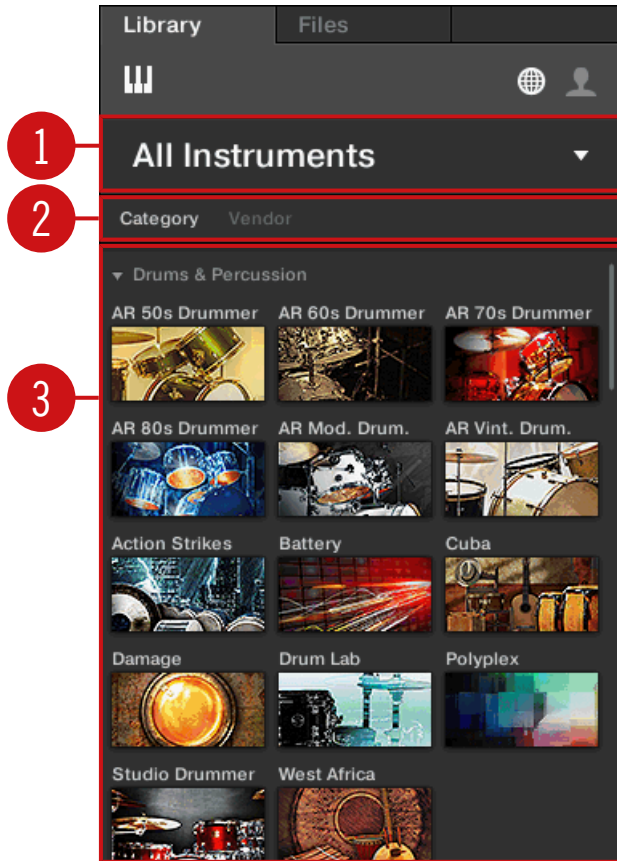 Library Files
1 All Instruments
2 Category Vendor
Drums & Percussion
AR 50s Drummer AR 60s Drummer AR 70s Drummer
3
AR 80s Drummer AR Mod. Drum. AR Vint. Drum.
Action Strikes Battery Cuba
Damage Drum Lab Polyplex
Studio Drummer West Africa